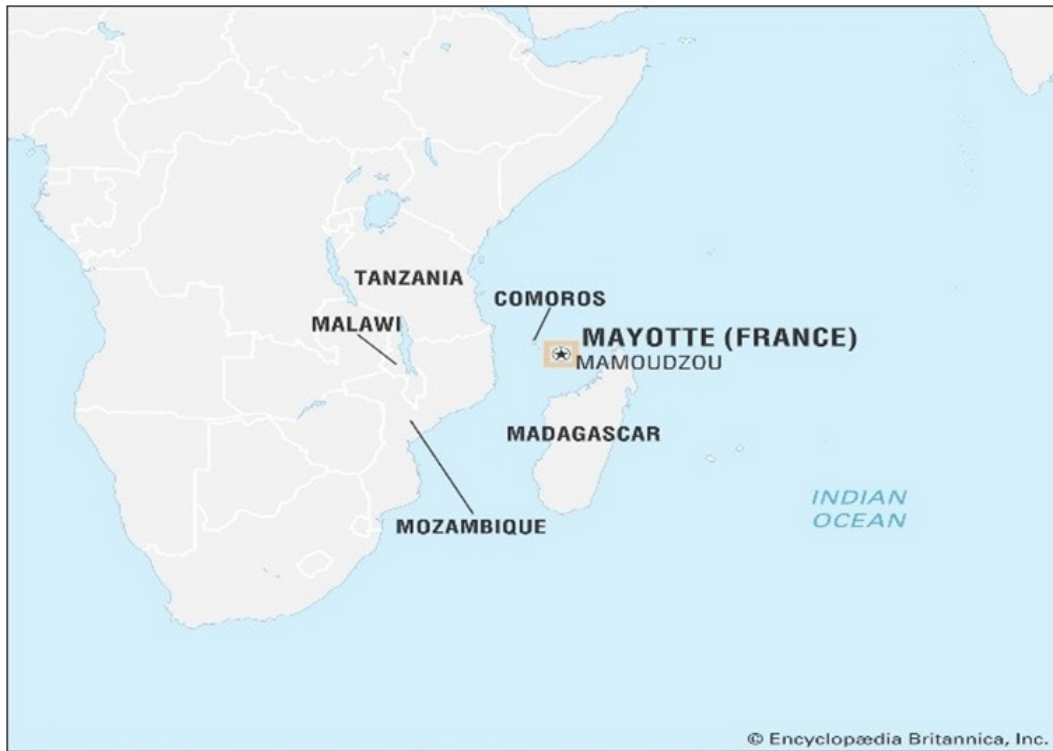 TANZANIA
COMOROS
MALAWI
MAYOTTE (FRANCE)
MAMOUDZOU
MADAGASCAR
INDIAN
OCEAN
MOZAMBIQUE
© Encyclopædia Britannica, Inc.